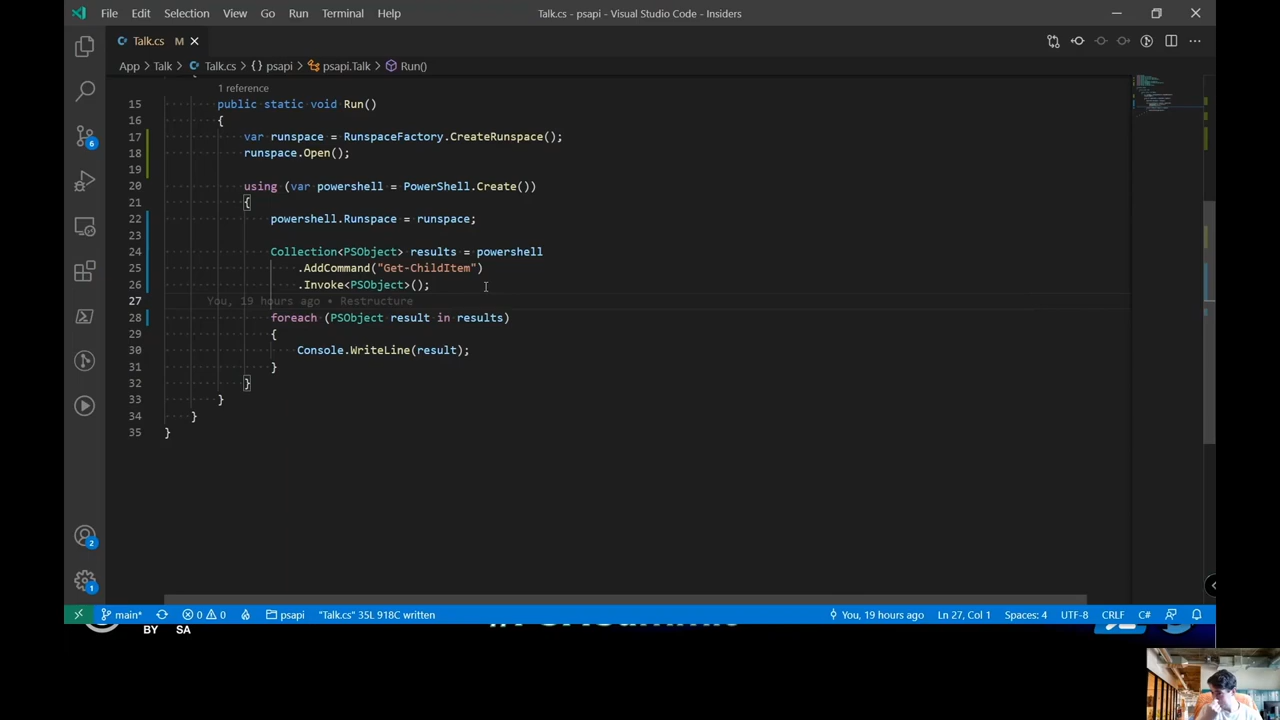 File Edit Selection View Go Run Terminal Help Talk.cs - psapi - Visual Studio Code - Insiders
Talk.cs M
App > Talk > Talk.cs > {} psapi > psapi.Talk > Run()
1 reference
15 public static void Run()
16 {
17 var runspace = RunspaceFactory.CreateRunspace();
18 runspace.Open();
19
20 using (var powershell = PowerShell.Create())
21 {
22 powershell.Runspace = runspace;
23
24 Collection<PSObject> results = powershell
25 .AddCommand("Get-ChildItem")
26 .Invoke<PSObject>();
27 You, 19 hours ago • Restructure
28 foreach (PSObject result in results)
29 {
30 Console.WriteLine(result);
31 }
32 }
33 }
34 }
35 }
6
2
1
main* 0 0 psapi "Talk.cs" 35L 918C written You, 19 hours ago Ln 27, Col 1 Spaces: 4 UTF-8 CRLF C#
BY SA